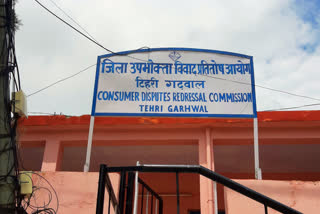 जिला उपभोक्ता विवाद प्रतितोष आयोग
टिहरी गढ़वाल
CONSUMER DISPUTES REDRESSAL COMMISSION
TEHRI GARHWAL